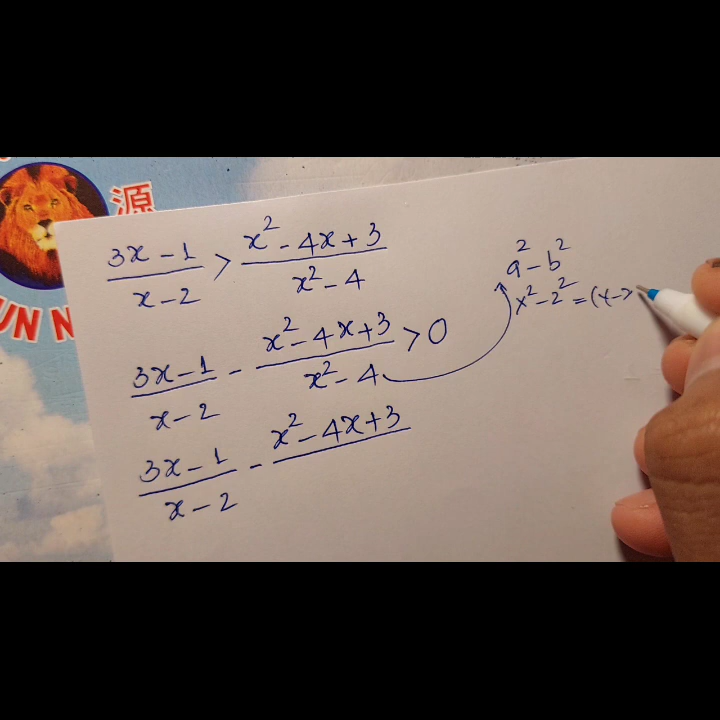 源
UN N
(3x-1)/(x-2) > (x²-4x+3)/(x²-4)
(3x-1)/(x-2) - (x²-4x+3)/(x²-4) > 0
(3x-1)/(x-2) - x²-4x+3
a²-b²
x²-2² = (x-